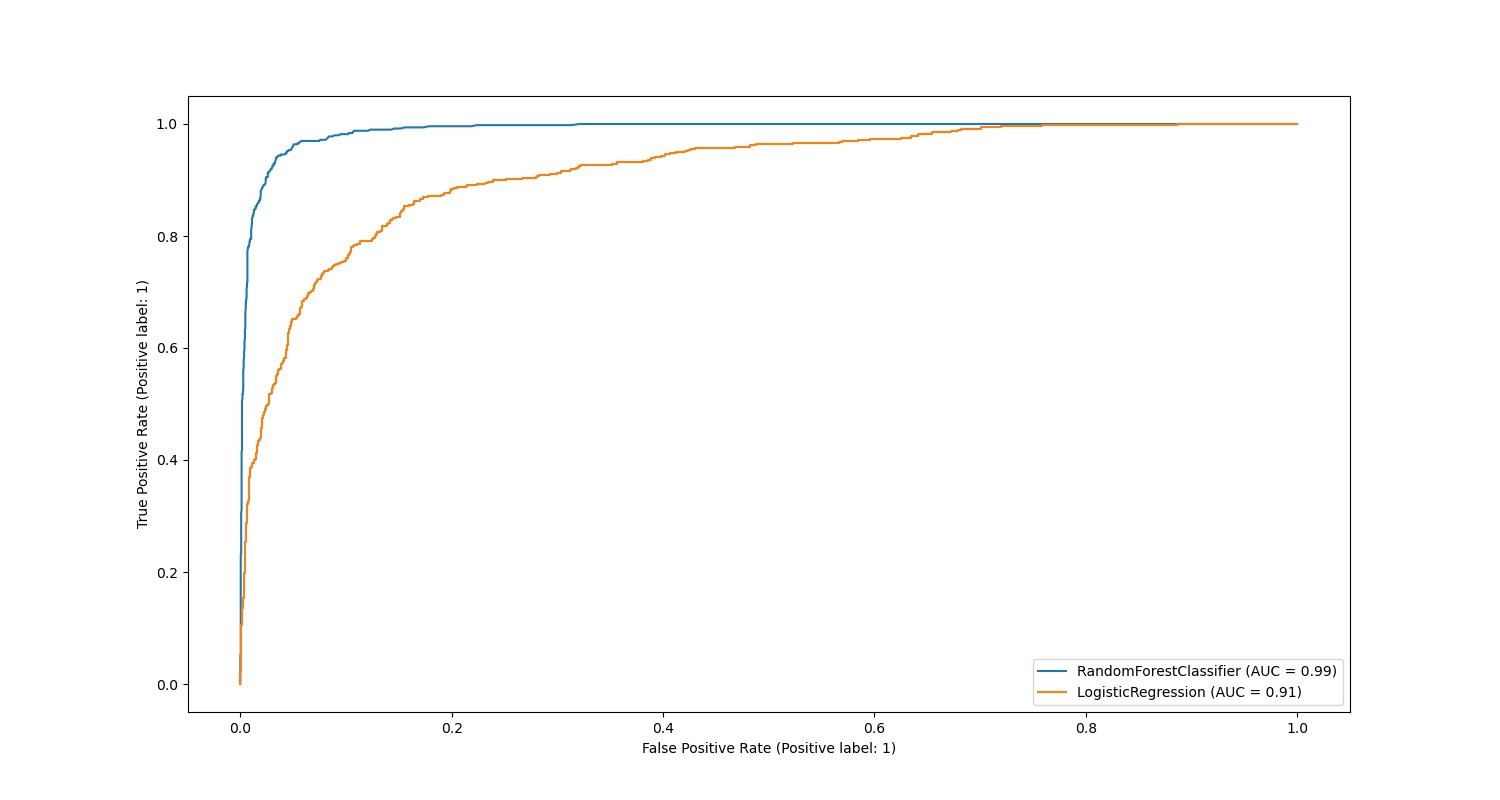 1.0
0.8
0.6
0.4
0.2
0.0
True Positive Rate (Positive label: 1)
RandomForestClassifier (AUC = 0.99)
LogisticRegression (AUC = 0.91)
0.0 0.2 0.4 0.6 0.8 1.0
False Positive Rate (Positive label: 1)